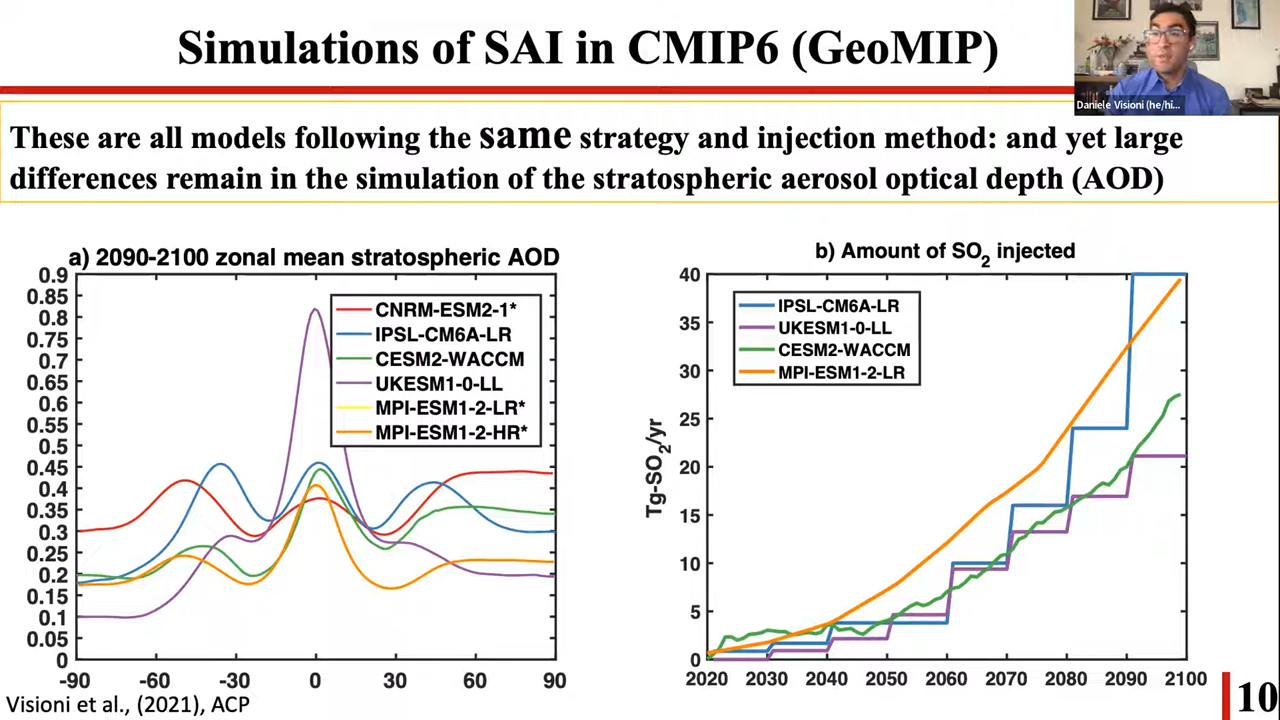 Simulations of SAI in CMIP6 (GeoMIP)
Daniele Visioni (he/hi...
These are all models following the same strategy and injection method: and yet large
differences remain in the simulation of the stratospheric aerosol optical depth (AOD)
a) 2090-2100 zonal mean stratospheric AOD
0.9
0.85
0.8
0.75
0.7
0.65
0.6
0.55
0.5
0.45
0.4
0.35
0.3
0.25
0.2
0.15
0.1
0.05
0
CNRM-ESM2-1*
IPSL-CM6A-LR
CESM2-WACCM
UKESM1-0-LL
MPI-ESM1-2-LR*
MPI-ESM1-2-HR*
-90 -60 -30 0 30 60 90
b) Amount of SO2 injected
Tg-SO2/yr
40
35
30
25
20
15
10
5
0
IPSL-CM6A-LR
UKESM1-0-LL
CESM2-WACCM
MPI-ESM1-2-LR
2020 2030 2040 2050 2060 2070 2080 2090 2100
Visioni et al., (2021), ACP
10